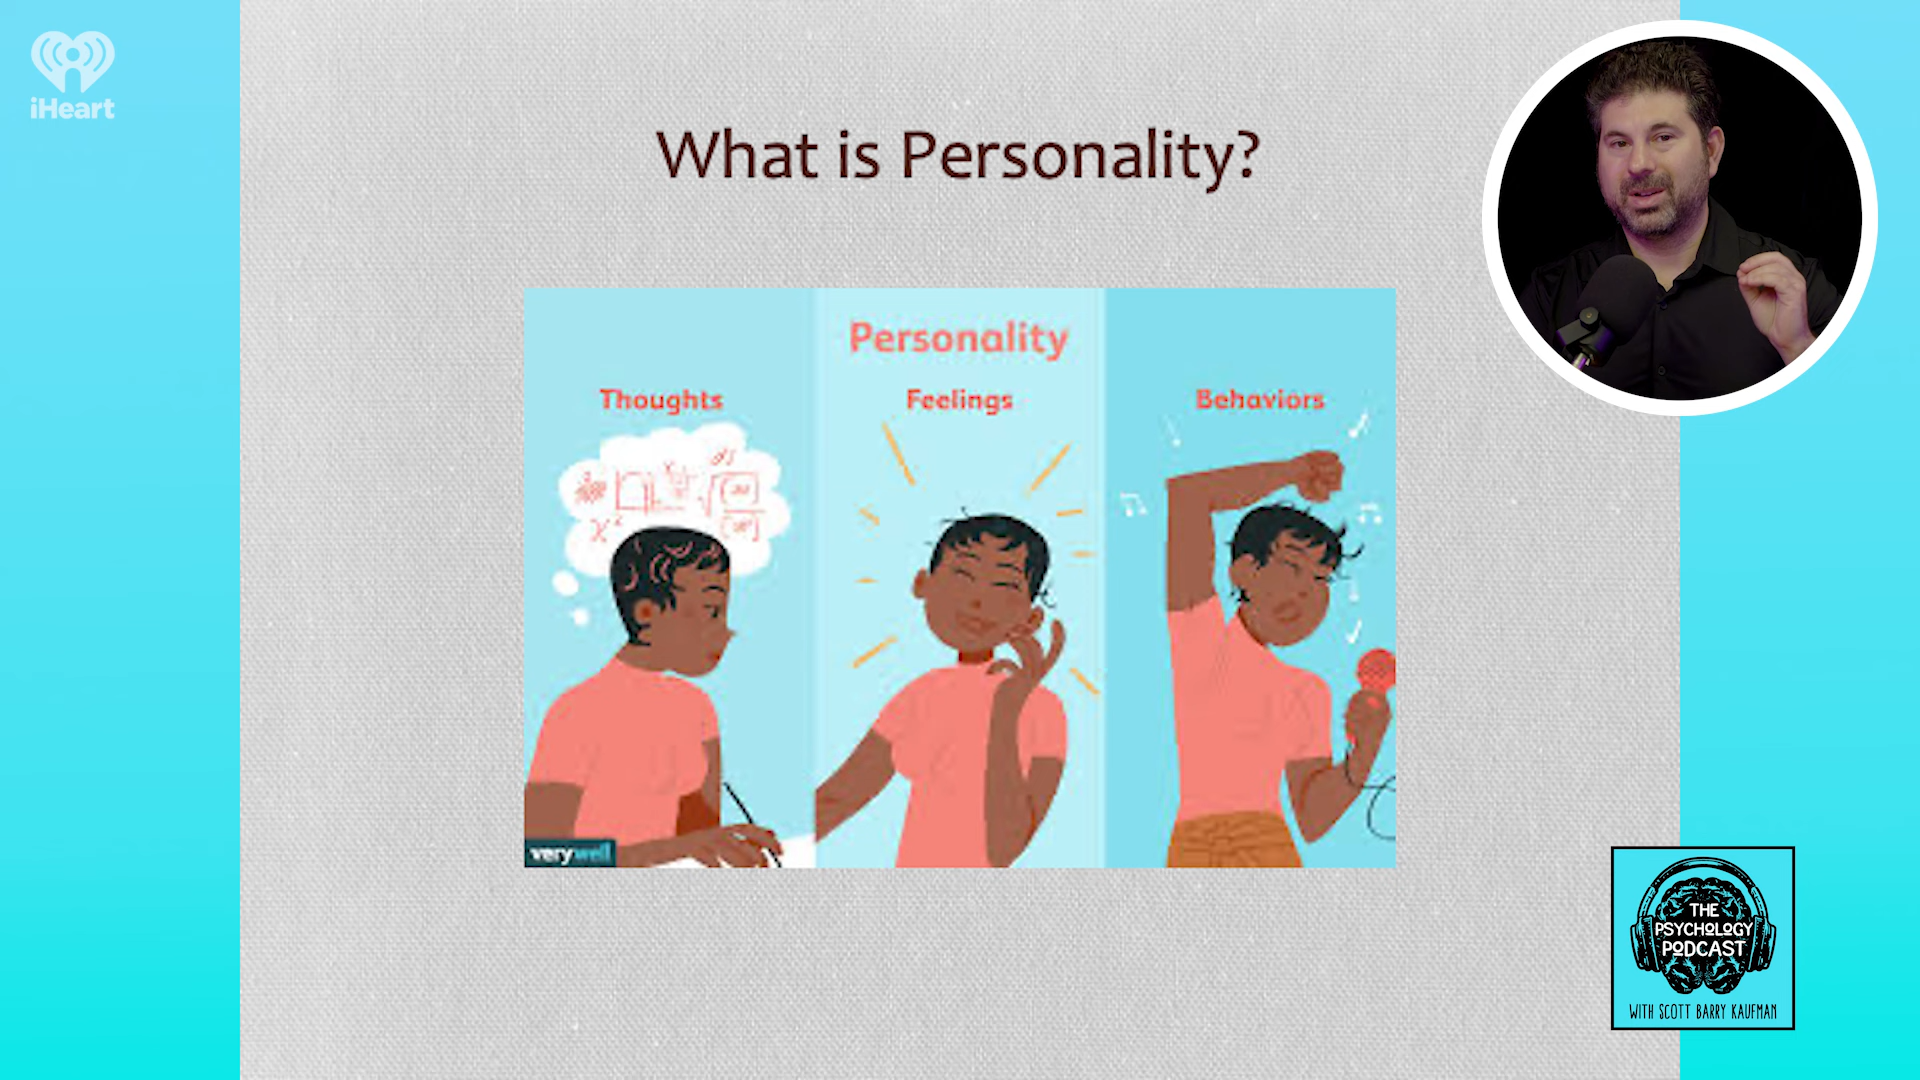 iHeart
What is Personality?
Personality
Thoughts
Feelings
Behaviors
verywell
THE
PSYCHOLOGY
PODCAST
WITH SCOTT BARRY KAUFMAN